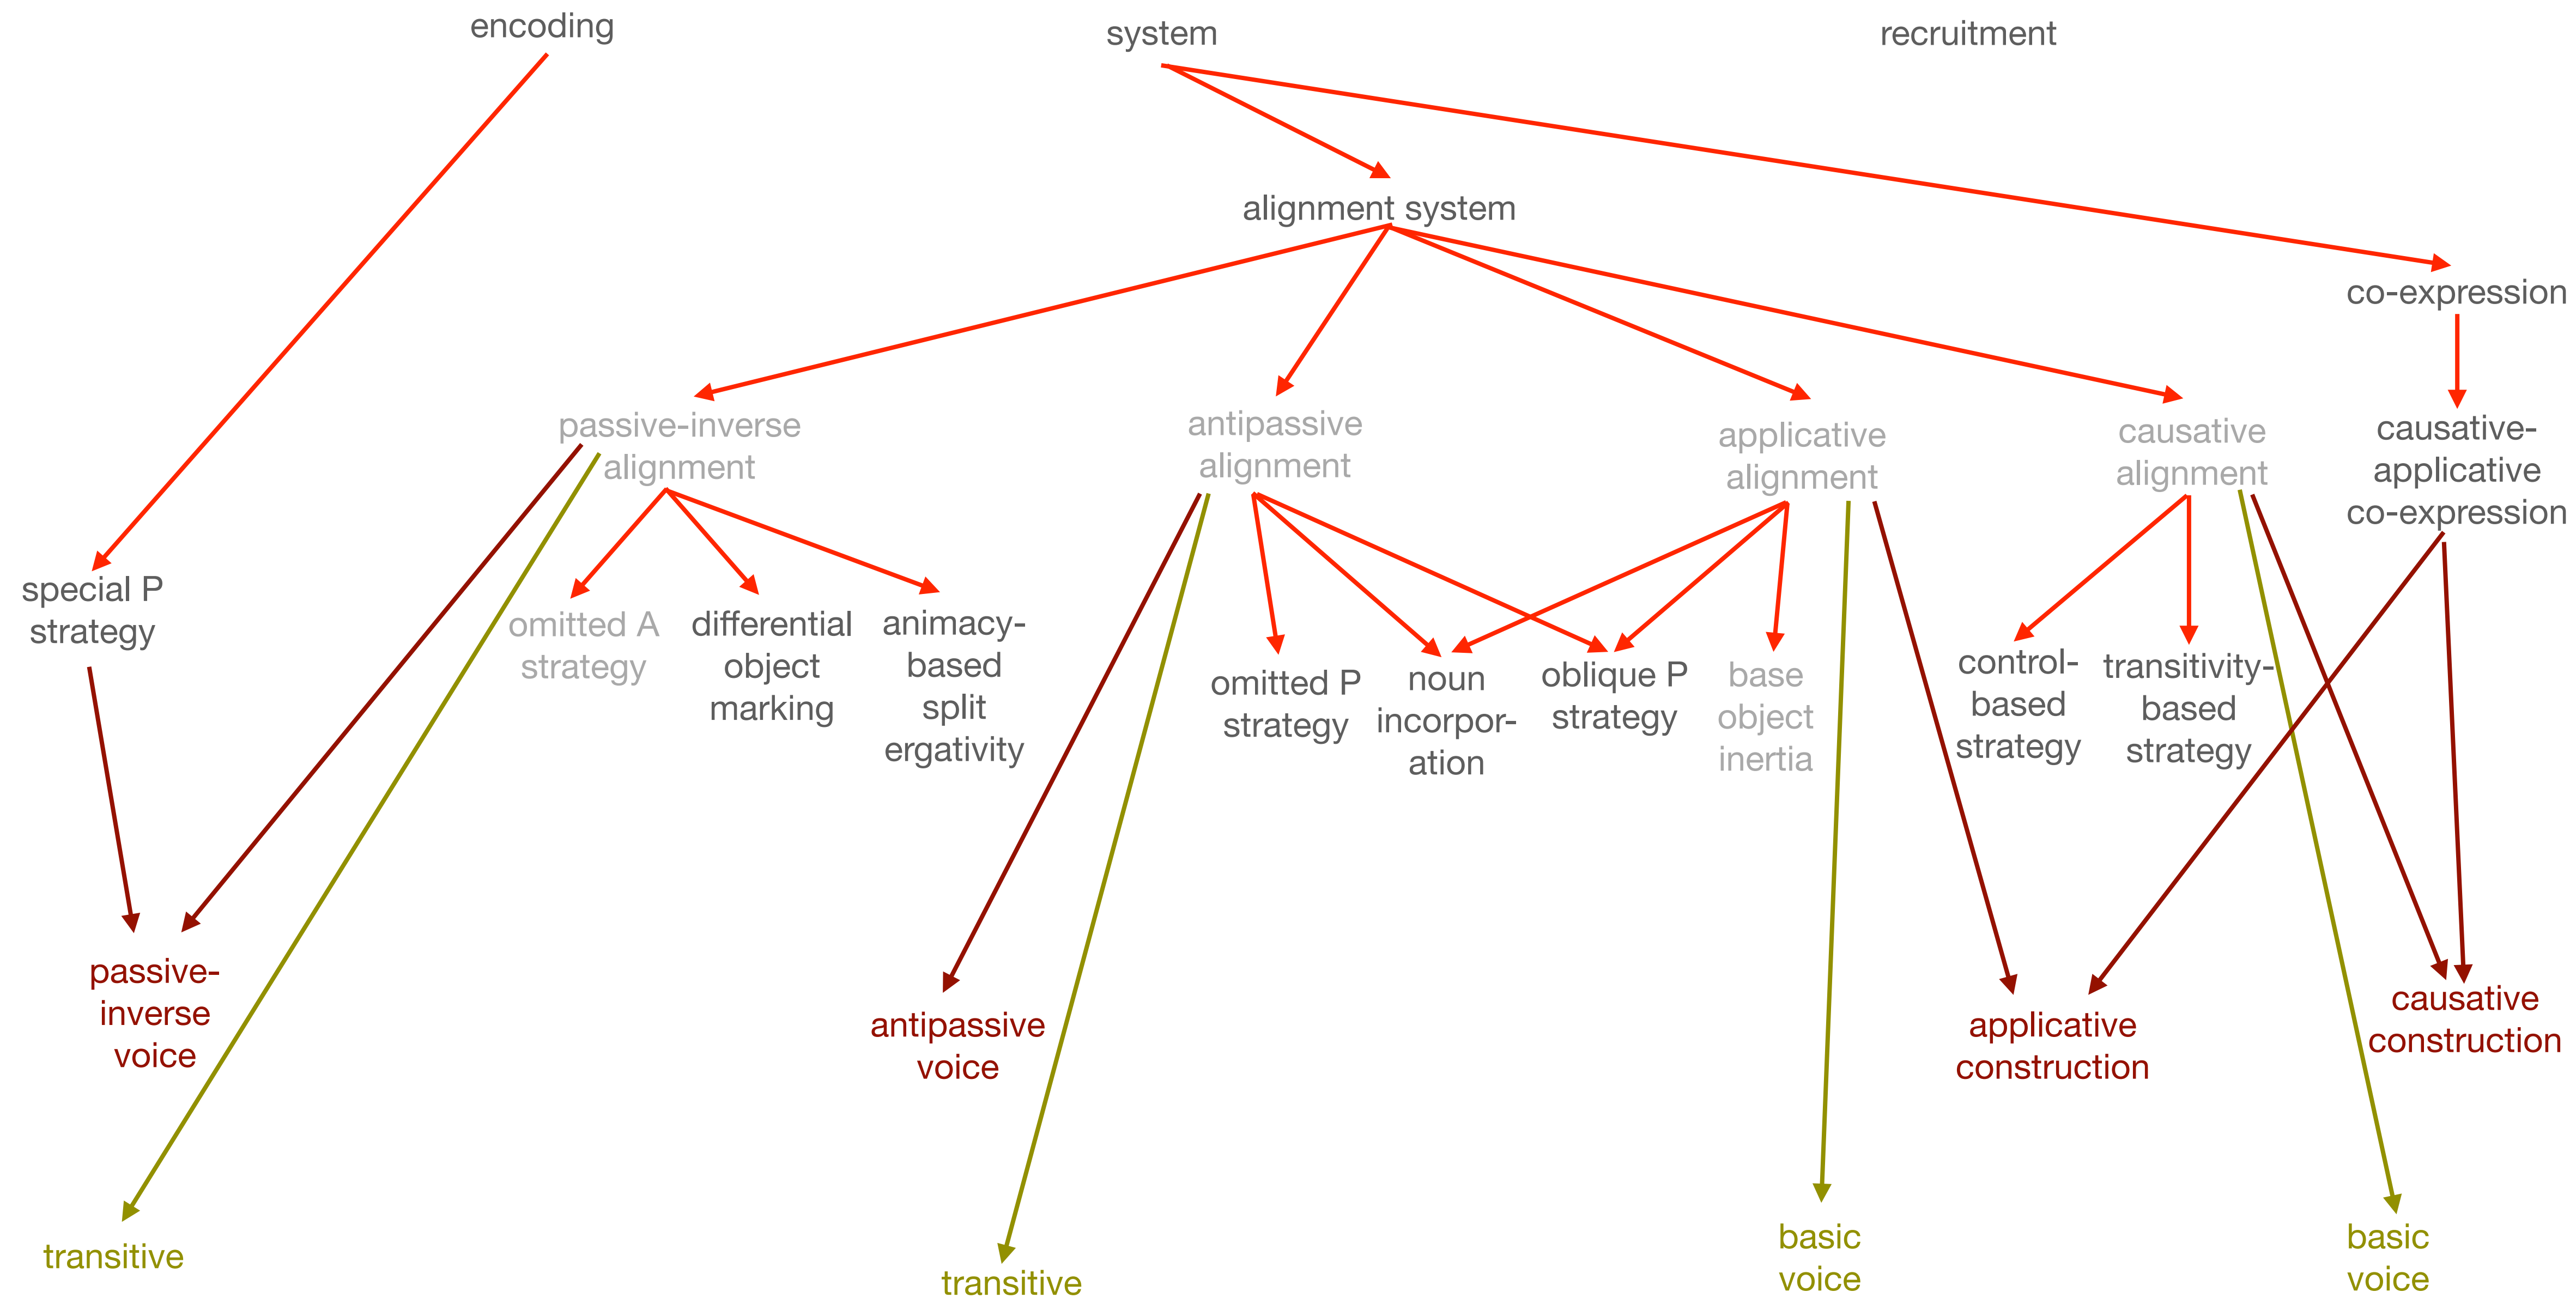 encoding
system
recruitment
alignment system
co-expression
passive-inverse
alignment
antipassive
alignment
applicative
alignment
causative
alignment
causative-
applicative
co-expression
special P
strategy
omitted A
strategy
differential
object
marking
animacy-
based
split
ergativity
omitted P
strategy
noun
incorpor-
ation
oblique P
strategy
base
object
inertia
control-
based
strategy
transitivity-
based
strategy
passive-
inverse
voice
antipassive
voice
applicative
construction
causative
construction
transitive
transitive
basic
voice
basic
voice